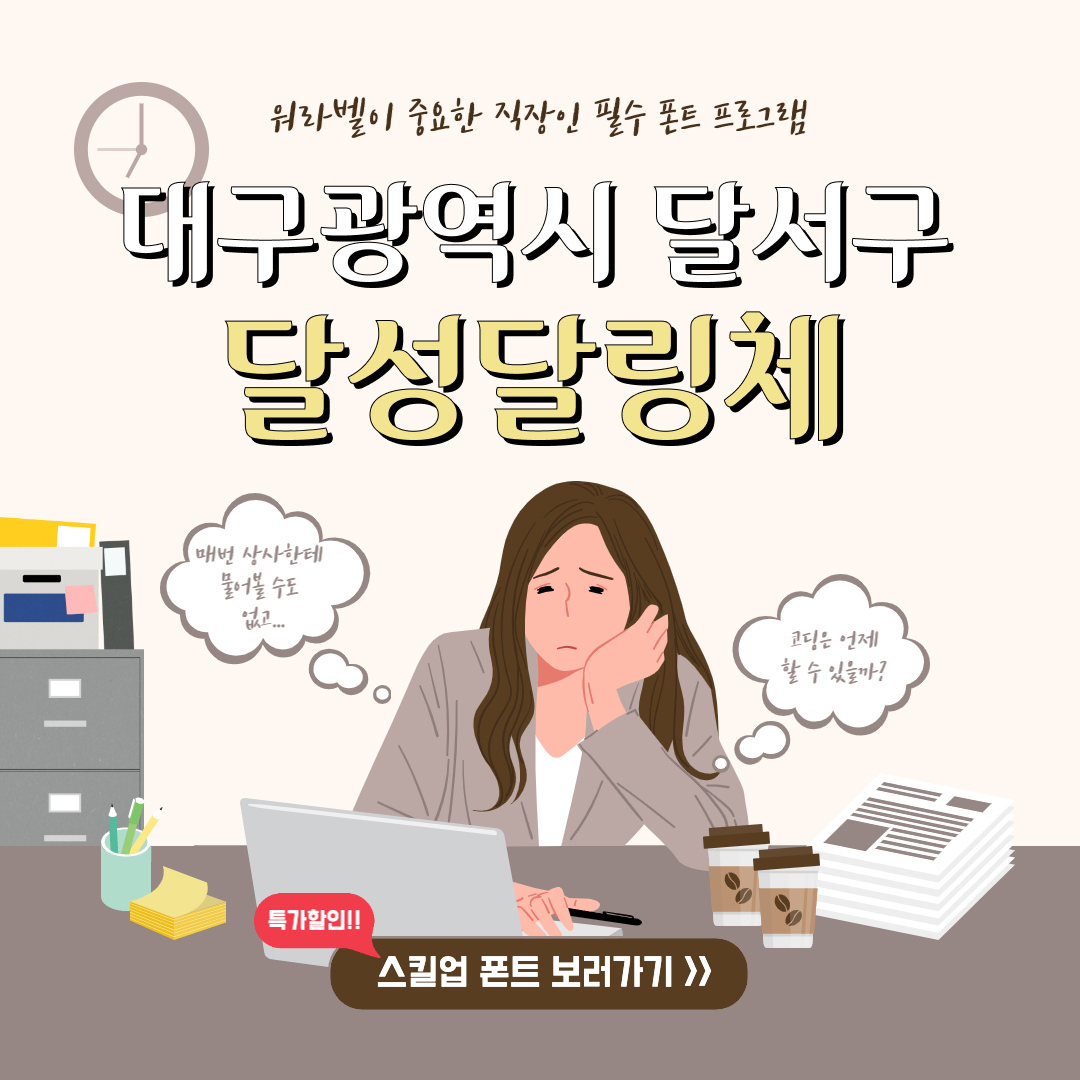 워라벨이 중요한 직장인 필수 폰트 프로그램
대구광역시 달서구
달성달링체
매번 상사한테
물어볼 수도
없고...
코딩은 언제
할 수 있을까?
특가할인!!
스킬업 폰트 보러가기 >>